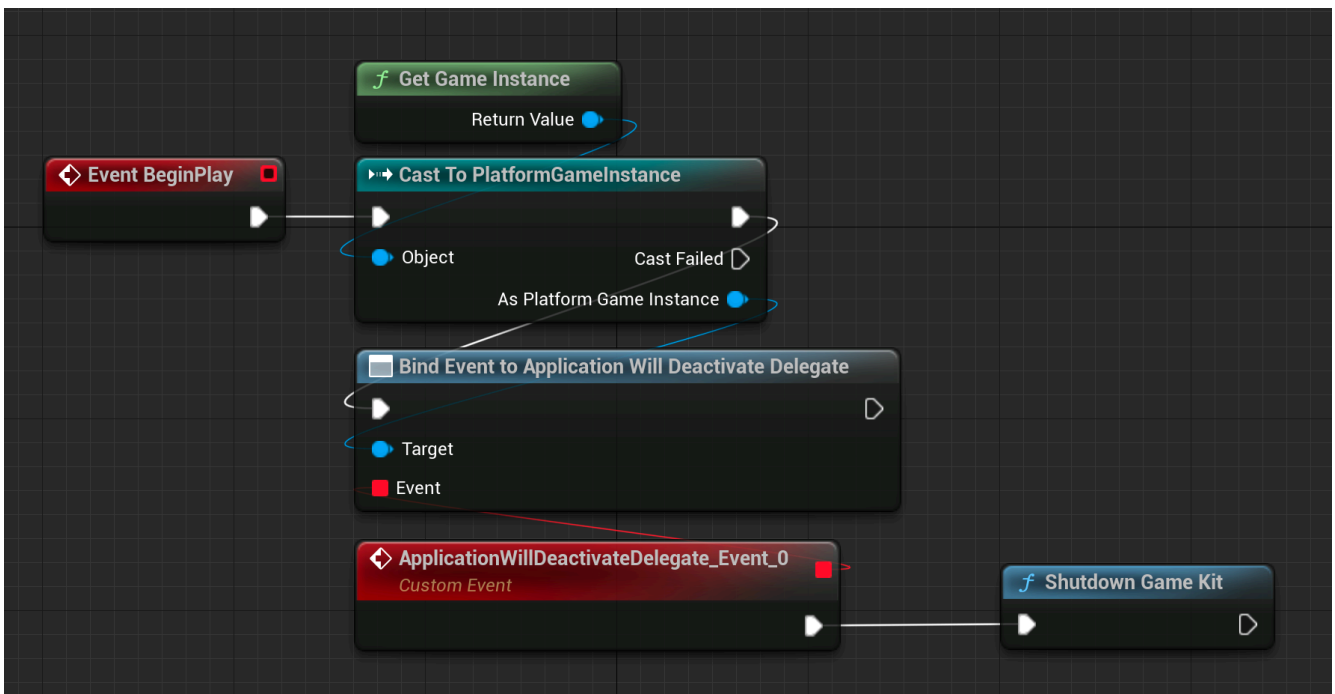 f Get Game Instance
Return Value
Event BeginPlay
Cast To PlatformGameInstance
Object
Cast Failed
As Platform Game Instance
Bind Event to Application Will Deactivate Delegate
Target
Event
ApplicationWillDeactivateDelegate_Event_0
Custom Event
f Shutdown Game Kit